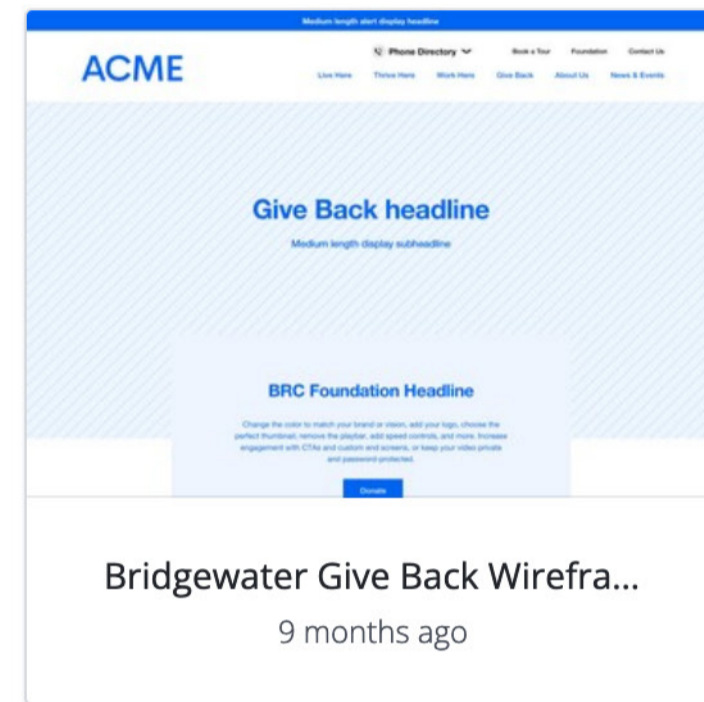 Medium length alert display headline
Phone Directory
Book a Tour
Foundation
Contact Us
ACME
Live Here
Thrive Here
Work Here
Give Back
About Us
News & Events
Give Back headline
Medium length display subheadline
BRC Foundation Headline
Change the color to match your brand or vision, add your logo, choose the
perfect thumbnail, remove the playbar, add speed controls, and more. Increase
engagement with CTAs and custom end screens, or keep your video private
and password-protected.
Donate
Bridgewater Give Back Wirefra...
9 months ago